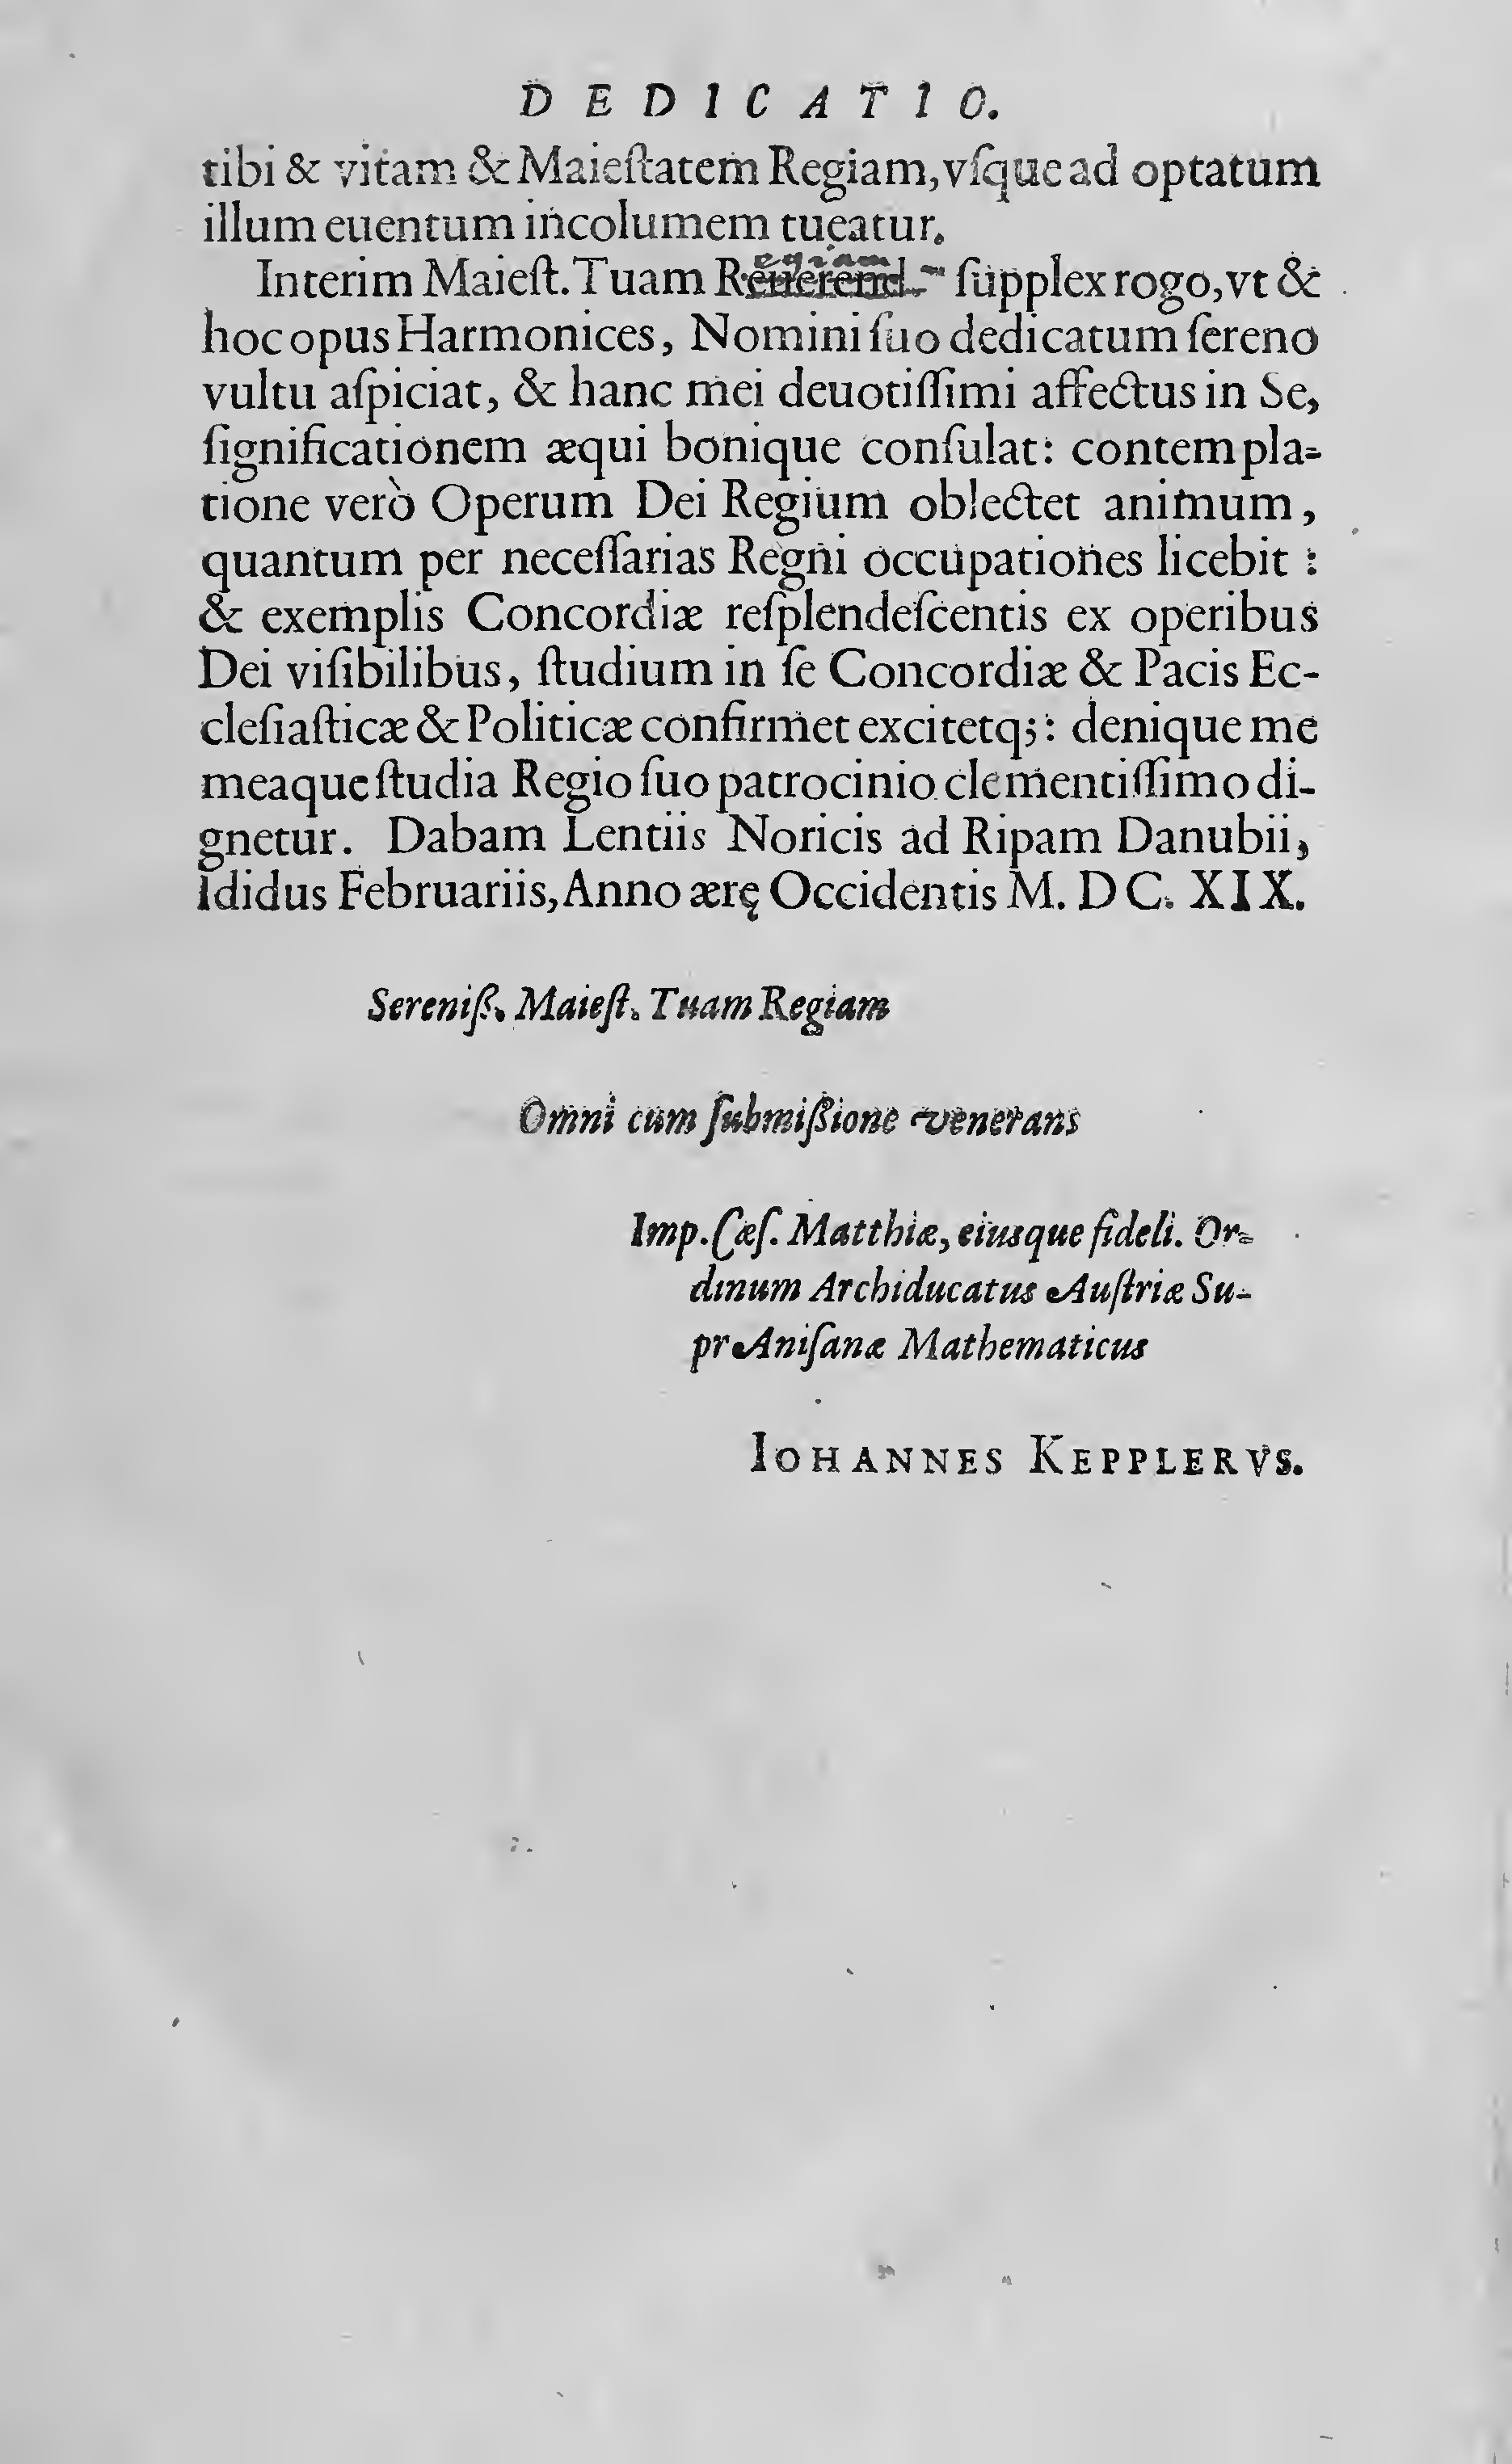 DEDICATIO.
tibi & vitam & Maieſtatem Regiam, vſque ad optatum
illum euentum incolumem tueatur.
Interim Maieſt. Tuam Regiam ſupplex rogo, vt &
hoc opus Harmonices, Nomini ſuo dedicatum ſereno
vultu aſpiciat, & hanc mei deuotiſſimi affectus in Se,
ſignificationem æqui bonique conſulat: contempla-
tione verò Operum Dei Regium oblectet animum,
quantum per neceſſarias Regni occupationes licebit:
& exemplis Concordiæ reſplendeſcentis ex operibus
Dei viſibilibus, ſtudium in ſe Concordiæ & Pacis Ec-
cleſiaſticæ & Politicæ confirmet excitetq;: denique me
meaque ſtudia Regio ſuo patrocinio clementiſſimo di-
gnetur. Dabam Lentiis Noricis ad Ripam Danubii,
Ididus Februariis, Anno ærę Occidentis M. DC. XIX.
Sereniß. Maieſt. Tuam Regiam
Omni cum ſubmißione venerans
Imp. Cæſ. Matthiæ, eiusque fideli. Or-
dinum Archiducatus Auſtriæ Su-
prAniſanæ Mathematicus
IOHANNES KEPPLERVS.